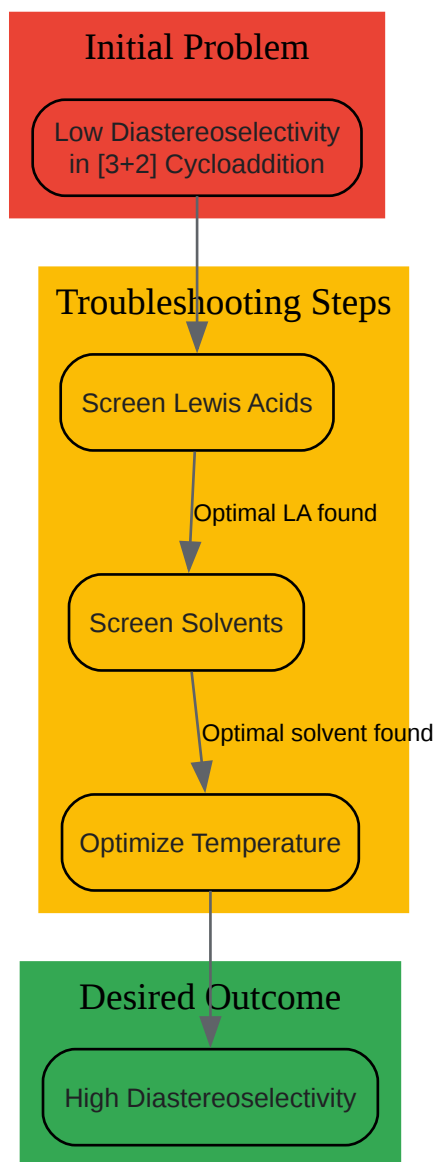 Initial Problem
Low Diastereoselectivity
in [3+2] Cycloaddition
Troubleshooting Steps
Screen Lewis Acids
Optimal LA found
Screen Solvents
Optimal solvent found
Optimize Temperature
Desired Outcome
High Diastereoselectivity